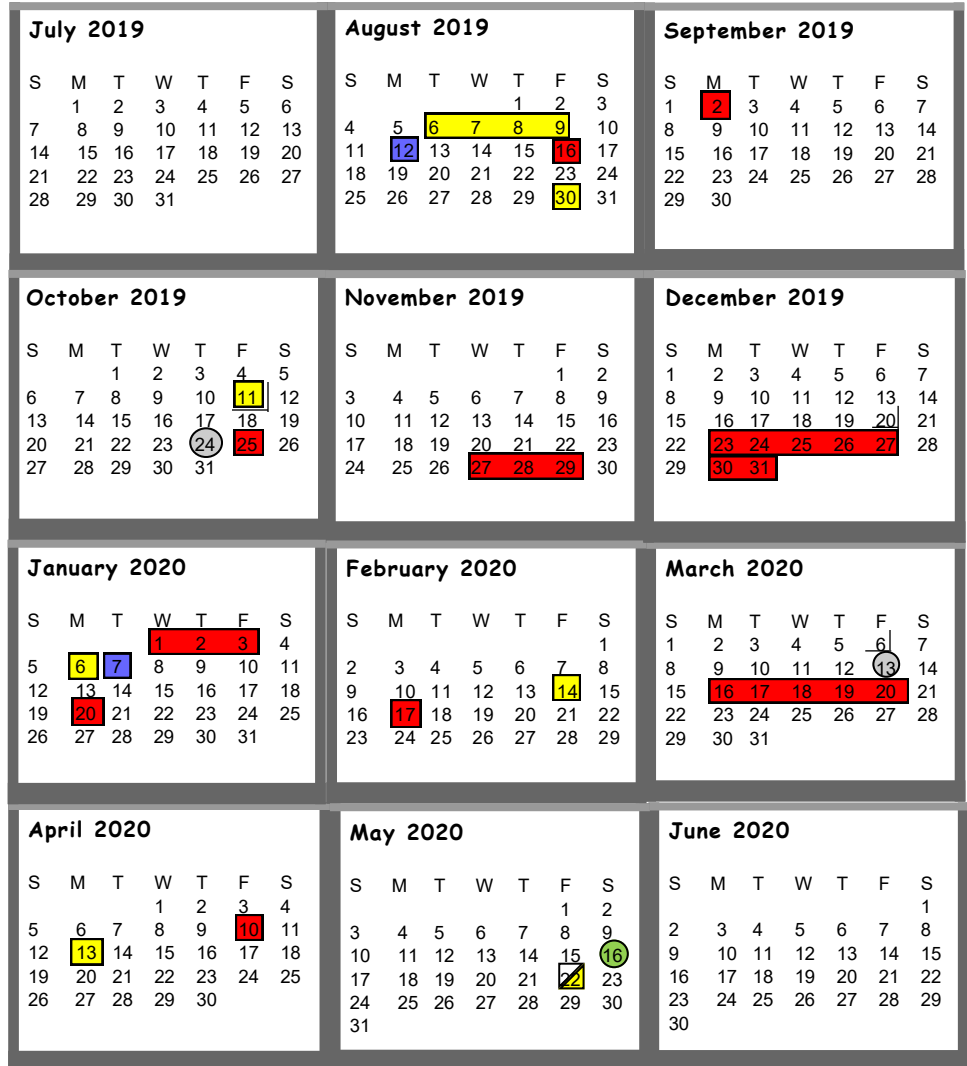 July 2019
S M T W T F S
1 2 3 4 5 6
7 8 9 10 11 12 13
14 15 16 17 18 19 20
21 22 23 24 25 26 27
28 29 30 31
August 2019
S M T W T F S
1 2 3
4 5 6 7 8 9 10
11 12 13 14 15 16 17
18 19 20 21 22 23 24
25 26 27 28 29 30 31
September 2019
S M T W T F S
1 2 3 4 5 6 7
8 9 10 11 12 13 14
15 16 17 18 19 20 21
22 23 24 25 26 27 28
29 30
October 2019
S M T W T F S
1 2 3 4 5
6 7 8 9 10 11 12
13 14 15 16 17 18 19
20 21 22 23 24 25 26
27 28 29 30 31
November 2019
S M T W T F S
1 2
3 4 5 6 7 8 9
10 11 12 13 14 15 16
17 18 19 20 21 22 23
24 25 26 27 28 29 30
December 2019
S M T W T F S
1 2 3 4 5 6 7
8 9 10 11 12 13 14
15 16 17 18 19 20 21
22 23 24 25 26 27 28
29 30 31
January 2020
S M T W T F S
1 2 3 4
5 6 7 8 9 10 11
12 13 14 15 16 17 18
19 20 21 22 23 24 25
26 27 28 29 30 31
February 2020
S M T W T F S
1
2 3 4 5 6 7 8
9 10 11 12 13 14 15
16 17 18 19 20 21 22
23 24 25 26 27 28 29
March 2020
S M T W T F S
1 2 3 4 5 6 7
8 9 10 11 12 13 14
15 16 17 18 19 20 21
22 23 24 25 26 27 28
29 30 31
April 2020
S M T W T F S
1 2 3 4
5 6 7 8 9 10 11
12 13 14 15 16 17 18
19 20 21 22 23 24 25
26 27 28 29 30
May 2020
S M T W T F S
1 2
3 4 5 6 7 8 9
10 11 12 13 14 15 16
17 18 19 20 21 22 23
24 25 26 27 28 29 30
31
June 2020
S M T W T F S
1
2 3 4 5 6 7 8
9 10 11 12 13 14 15
16 17 18 19 20 21 22
23 24 25 26 27 28 29
30